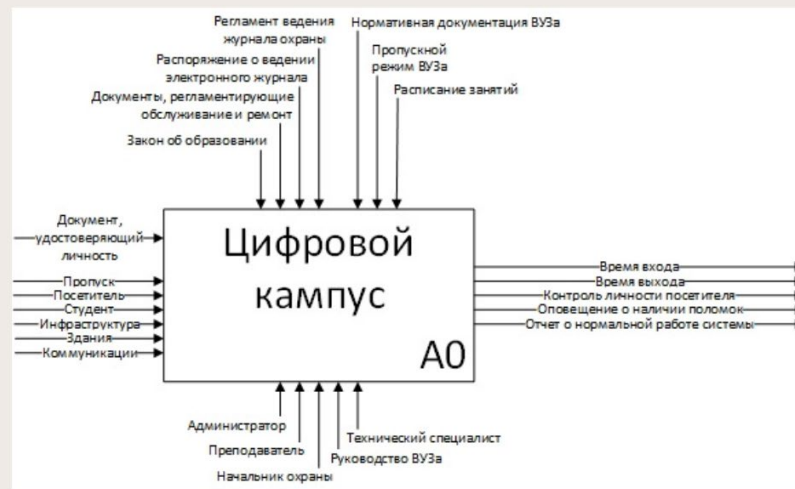 Регламент ведения
журнала охраны
Нормативная документация ВУЗа
Распоряжение о ведении
электронного журнала
Пропускной
режим ВУЗа
Документы, регламентирующие
обслуживание и ремонт
Расписание занятий
Закон об образовании
Документ,
удостоверяющий
личность
Пропуск
Посетитель
Студент
Инфраструктура
Здания
Коммуникации
Цифровой
кампус
А0
Время входа
Время выхода
Контроль личности посетителя
Оповещение о наличии поломок
Отчет о нормальной работе системы
Администратор
Преподаватель
Начальник охраны
Руководство ВУЗа
Технический специалист